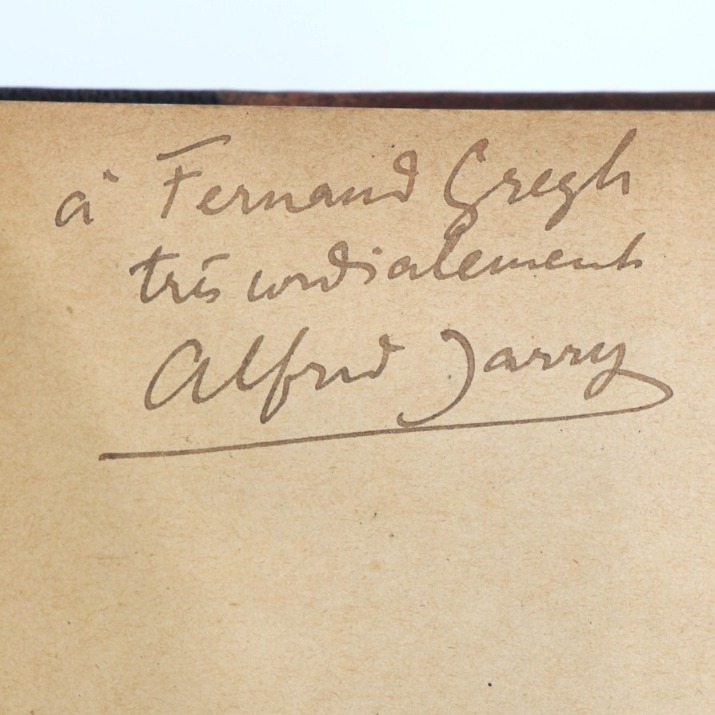 à Fernand Gregh
très cordialement
Alfred Jarry